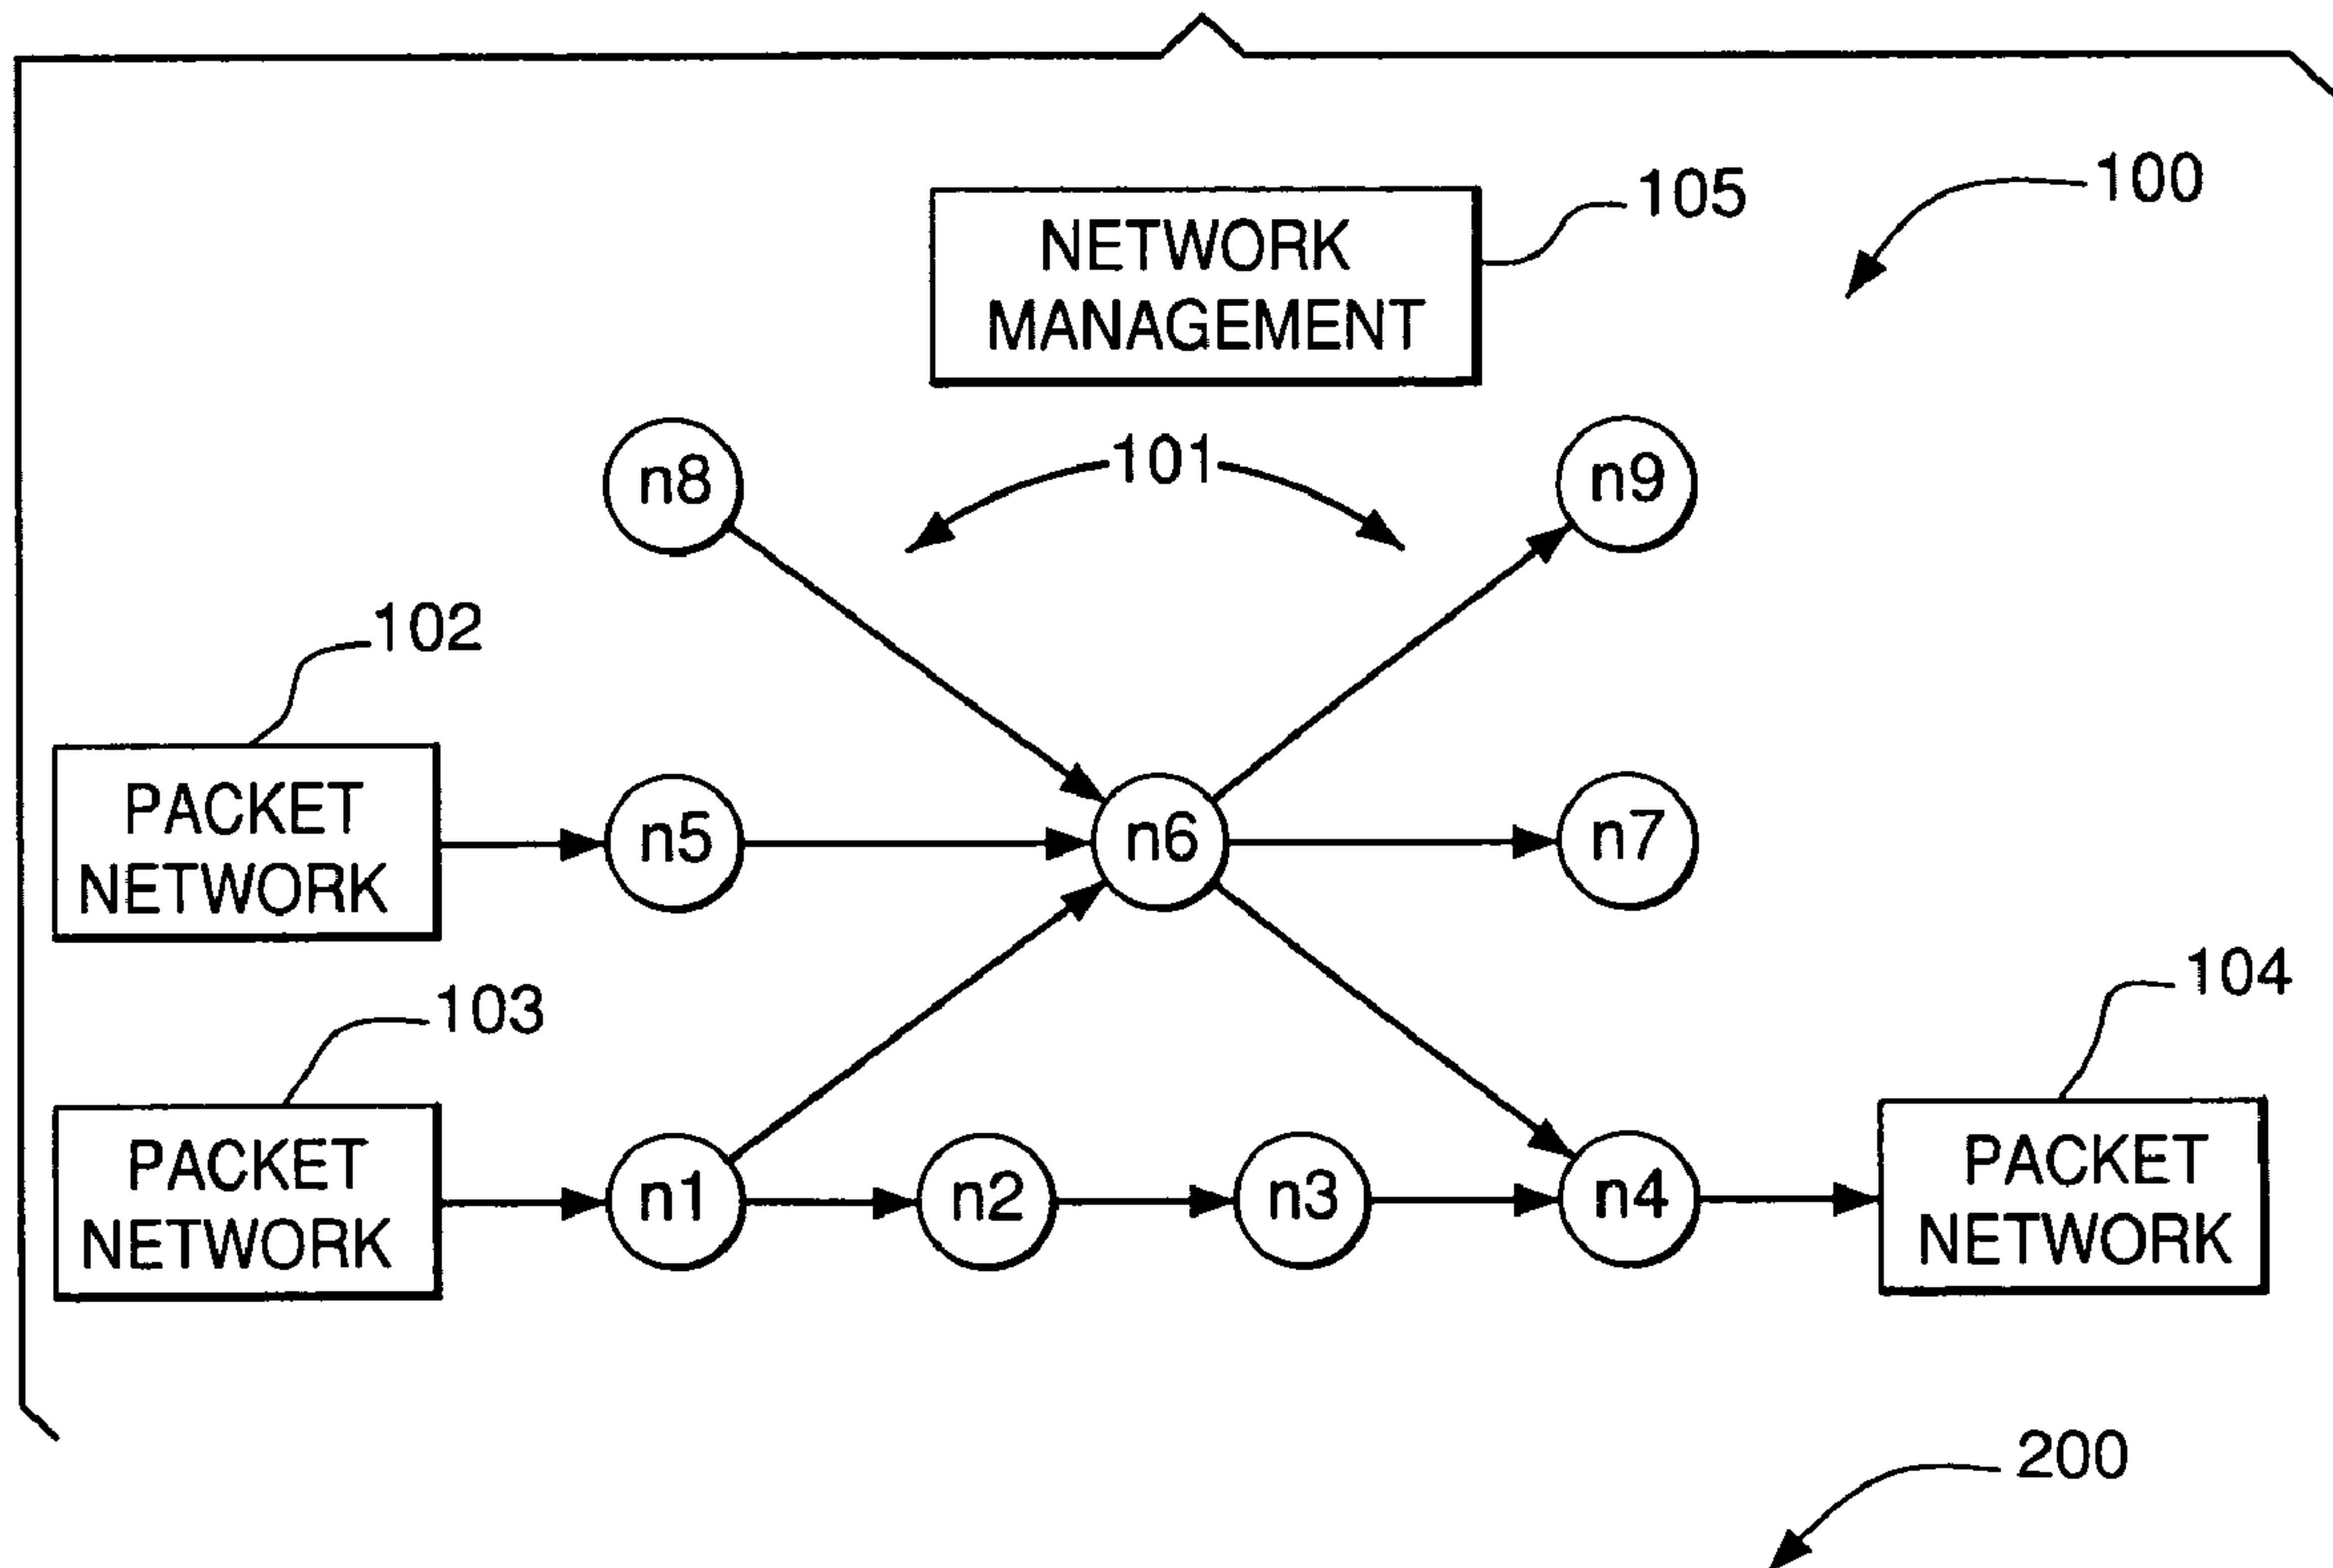 100
105
NETWORK
MANAGEMENT
n8
101
n9
102
PACKET
NETWORK
n5
n6
n7
103
104
PACKET
NETWORK
n1
n2
n3
n4
PACKET
NETWORK
200